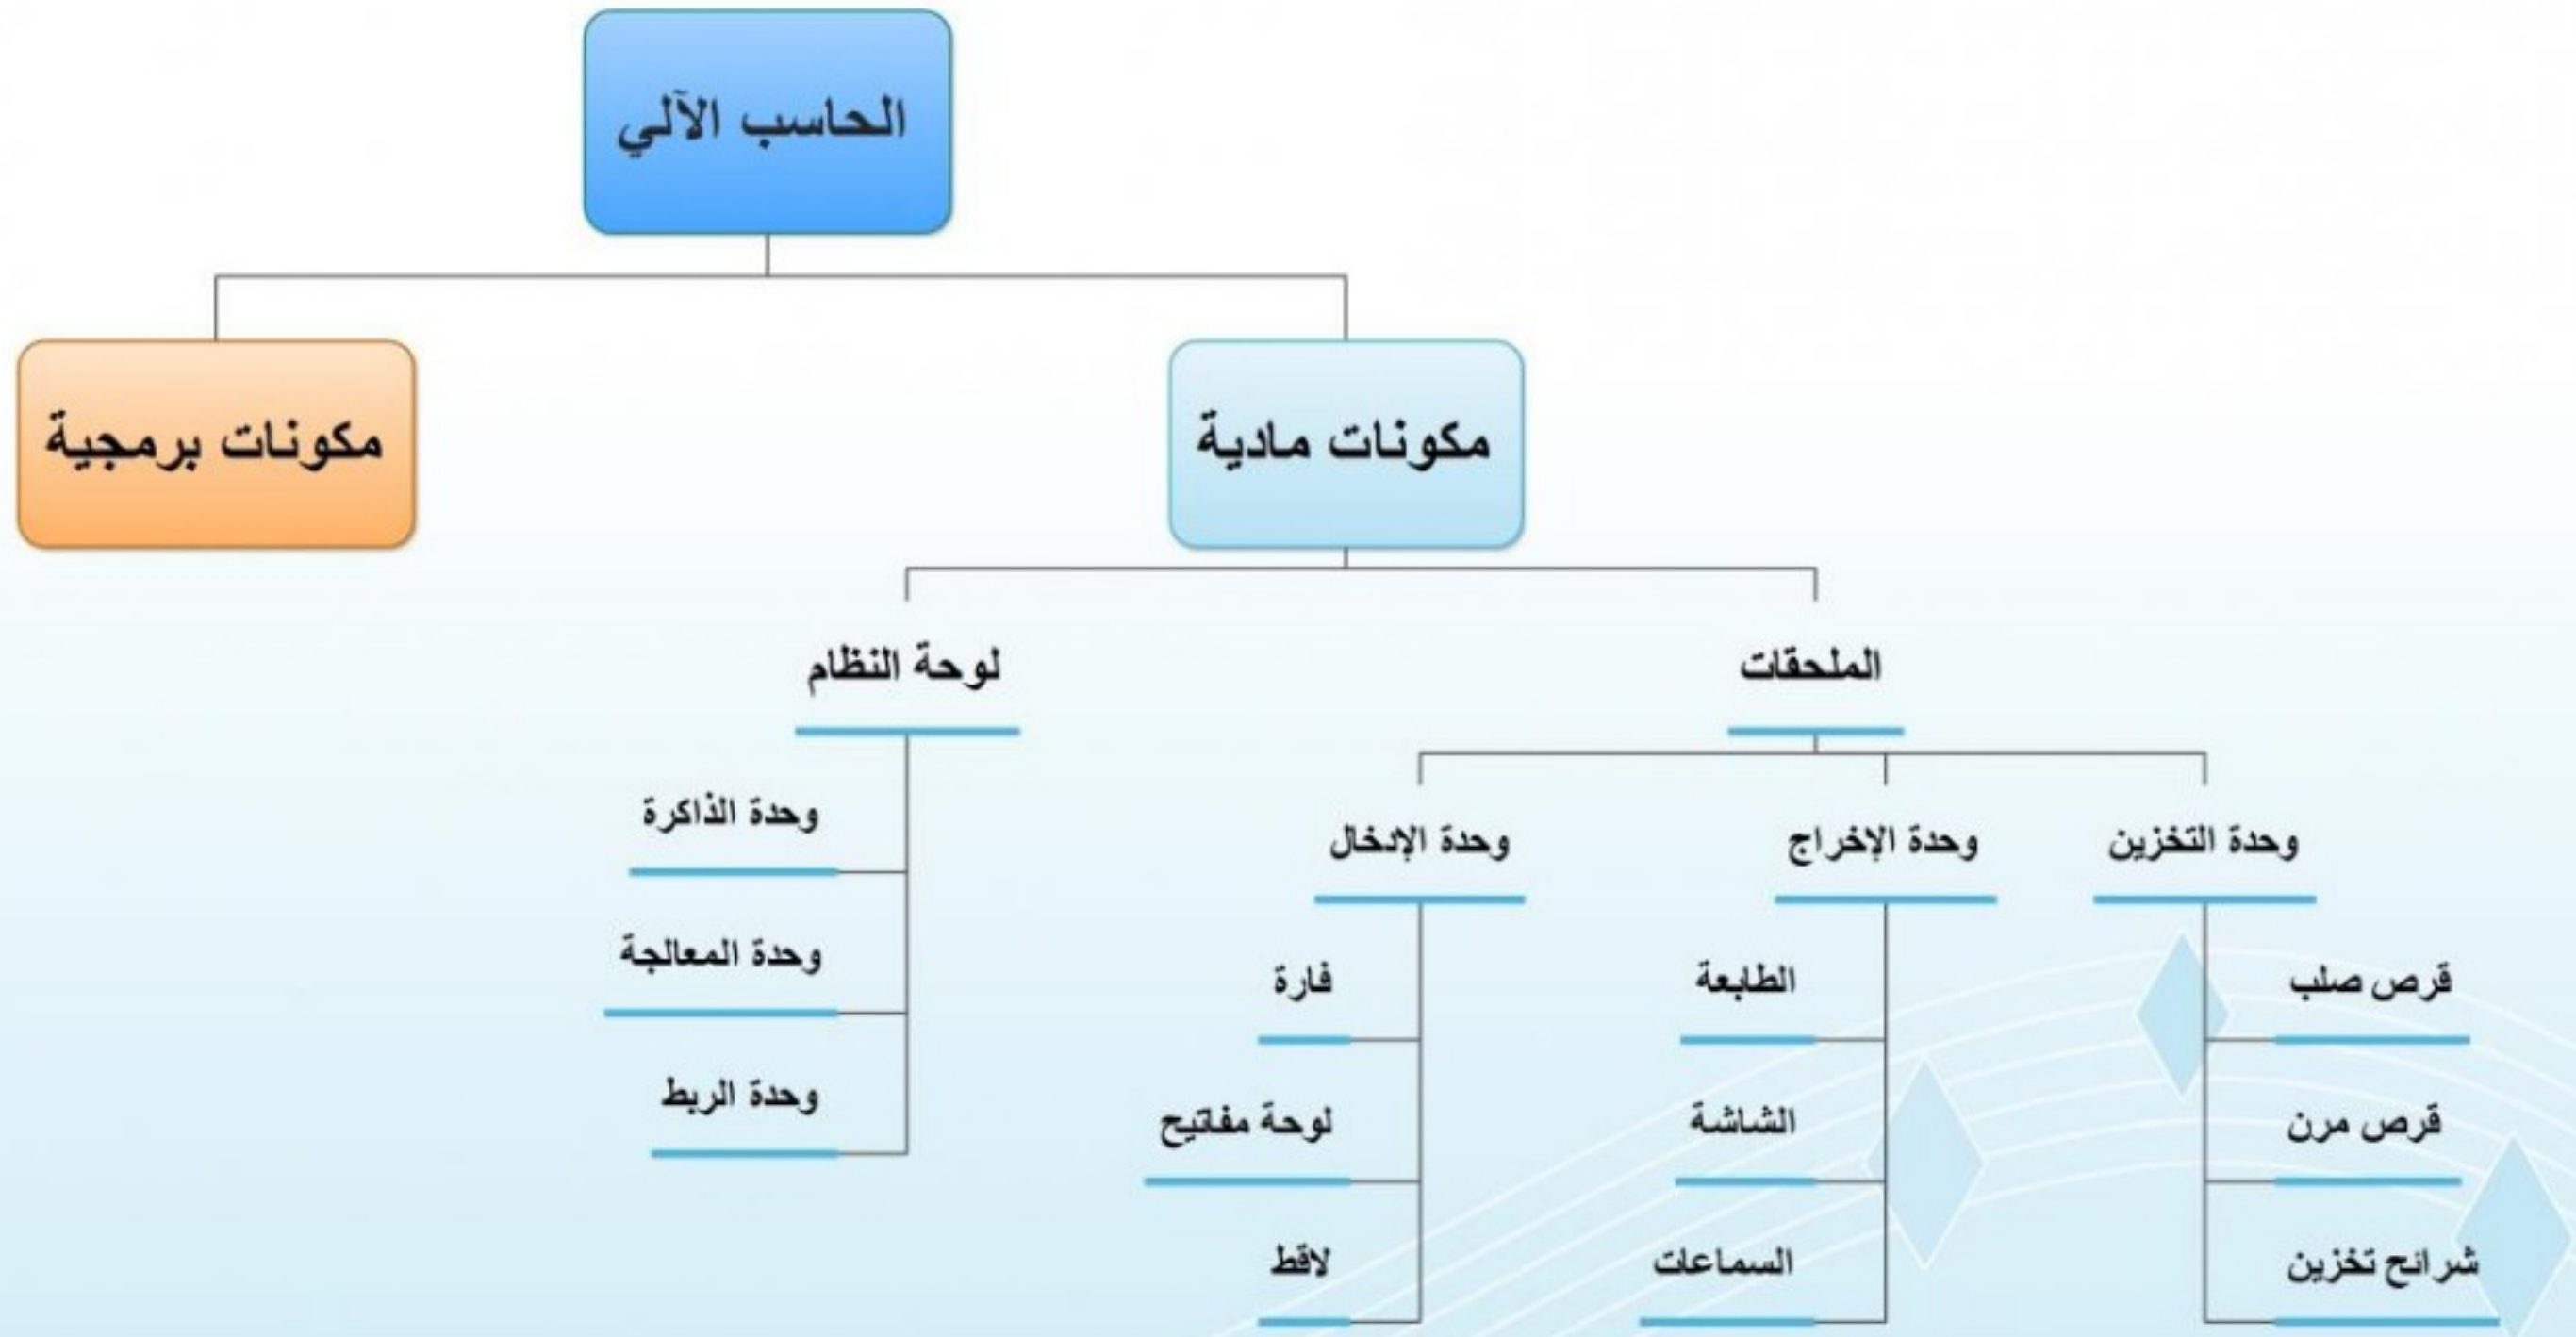 الحاسب الآلي
مكونات مادية
مكونات برمجية
الملحقات
لوحة النظام
وحدة التخزين
وحدة الإخراج
وحدة الإدخال
وحدة الذاكرة
وحدة المعالجة
وحدة الربط
قرص صلب
قرص مرن
شرائح تخزين
الطابعة
الشاشة
السماعات
فارة
لوحة مفاتيح
لاقط